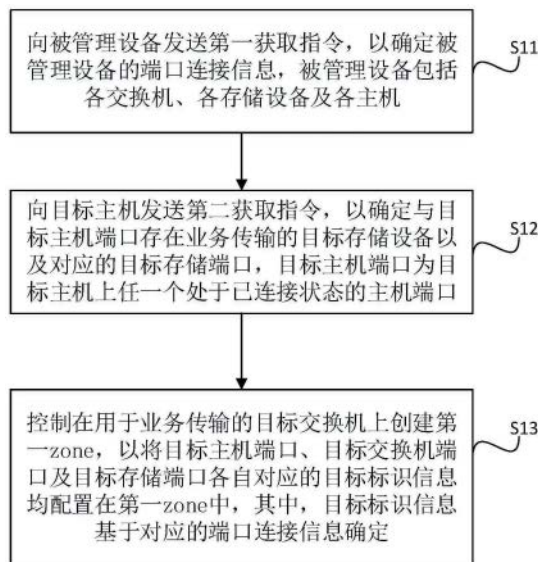 向被管理设备发送第一获取指令，以确定被
管理设备的端口连接信息，被管理设备包括
各交换机、各存储设备及各主机
S11
向目标主机发送第二获取指令，以确定与目
标主机端口存在业务传输的目标存储设备以
及对应的目标存储端口，目标主机端口为目
标主机上任一个处于已连接状态的主机端口
S12
控制在用于业务传输的目标交换机上创建第
一zone，以将目标主机端口、目标交换机端
口及目标存储端口各自对应的目标标识信息
均配置在第一zone中，其中，目标标识信息
基于对应的端口连接信息确定
S13